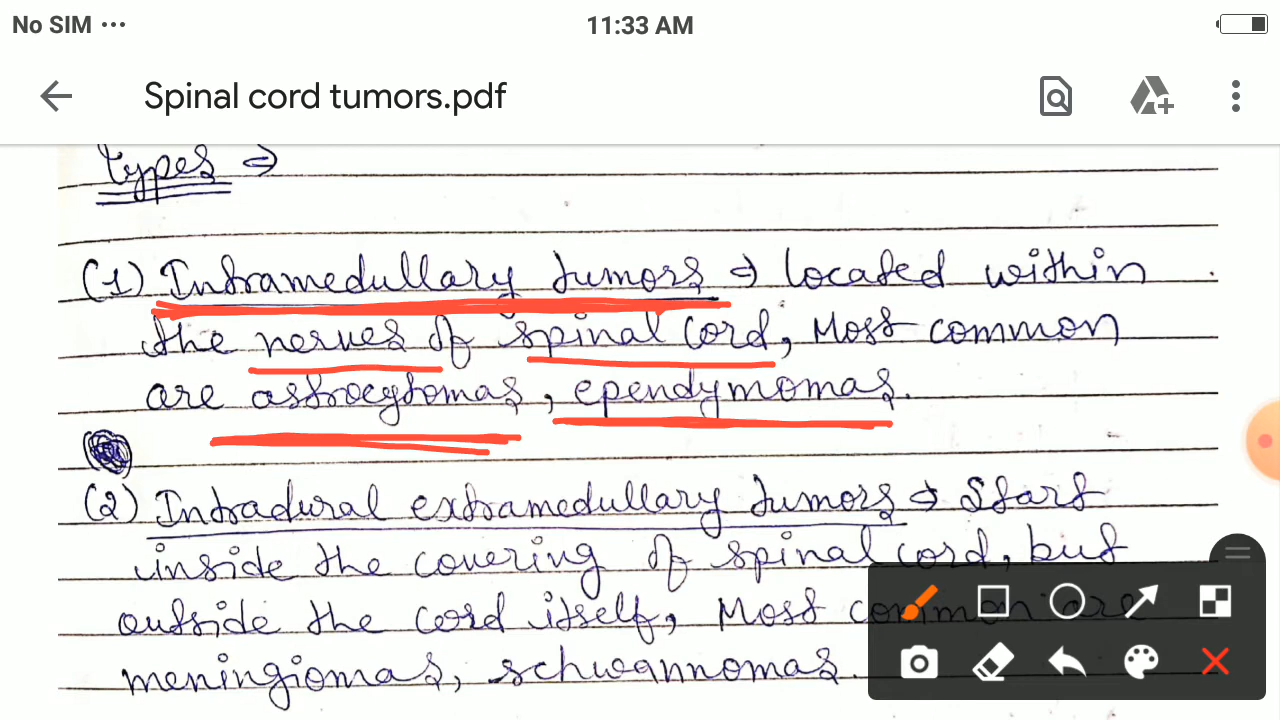 No SIM ...
11:33 AM
Spinal cord tumors.pdf
types ⇒
(1) Intramedullary tumors ⇒ located within
the nerves of spinal cord, Most common
are astrocytomas, ependymomas.
(2) Intradural extramedullary tumors ⇒ Start
inside the covering of spinal cord, but
outside the cord itself, Most common are
meningiomas, schwannomas.